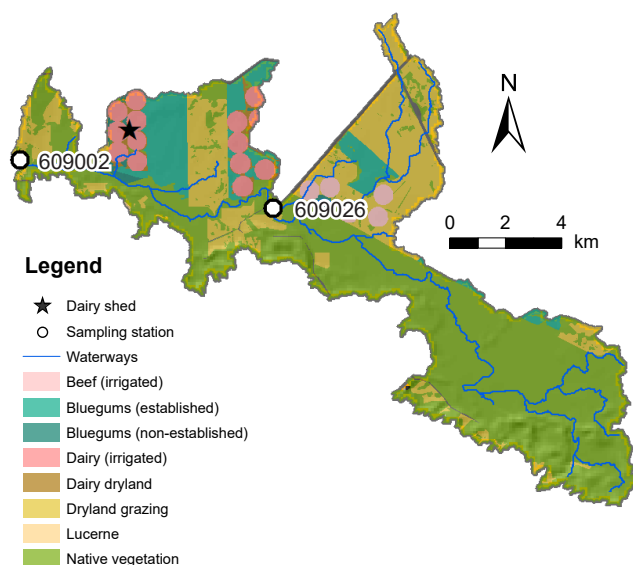 N
609002
609026
0 2 4
km
Legend
Dairy shed
Sampling station
Waterways
Beef (irrigated)
Bluegums (established)
Bluegums (non-established)
Dairy (irrigated)
Dairy dryland
Dryland grazing
Lucerne
Native vegetation